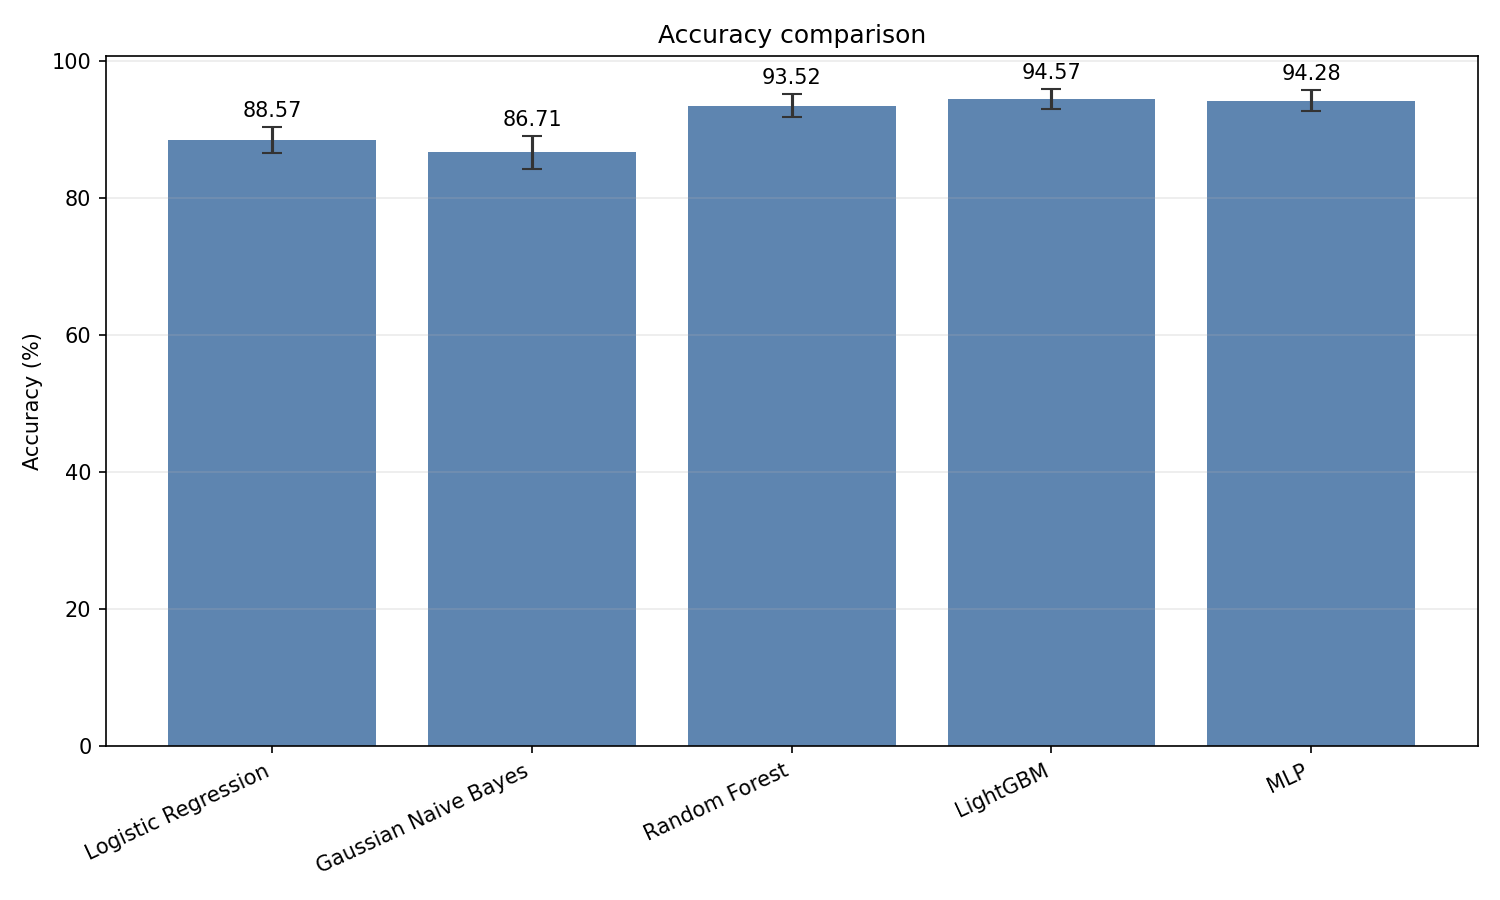 Accuracy comparison
Accuracy (%)
100
80
60
40
20
0
88.57
86.71
93.52
94.57
94.28
Logistic Regression
Gaussian Naive Bayes
Random Forest
LightGBM
MLP